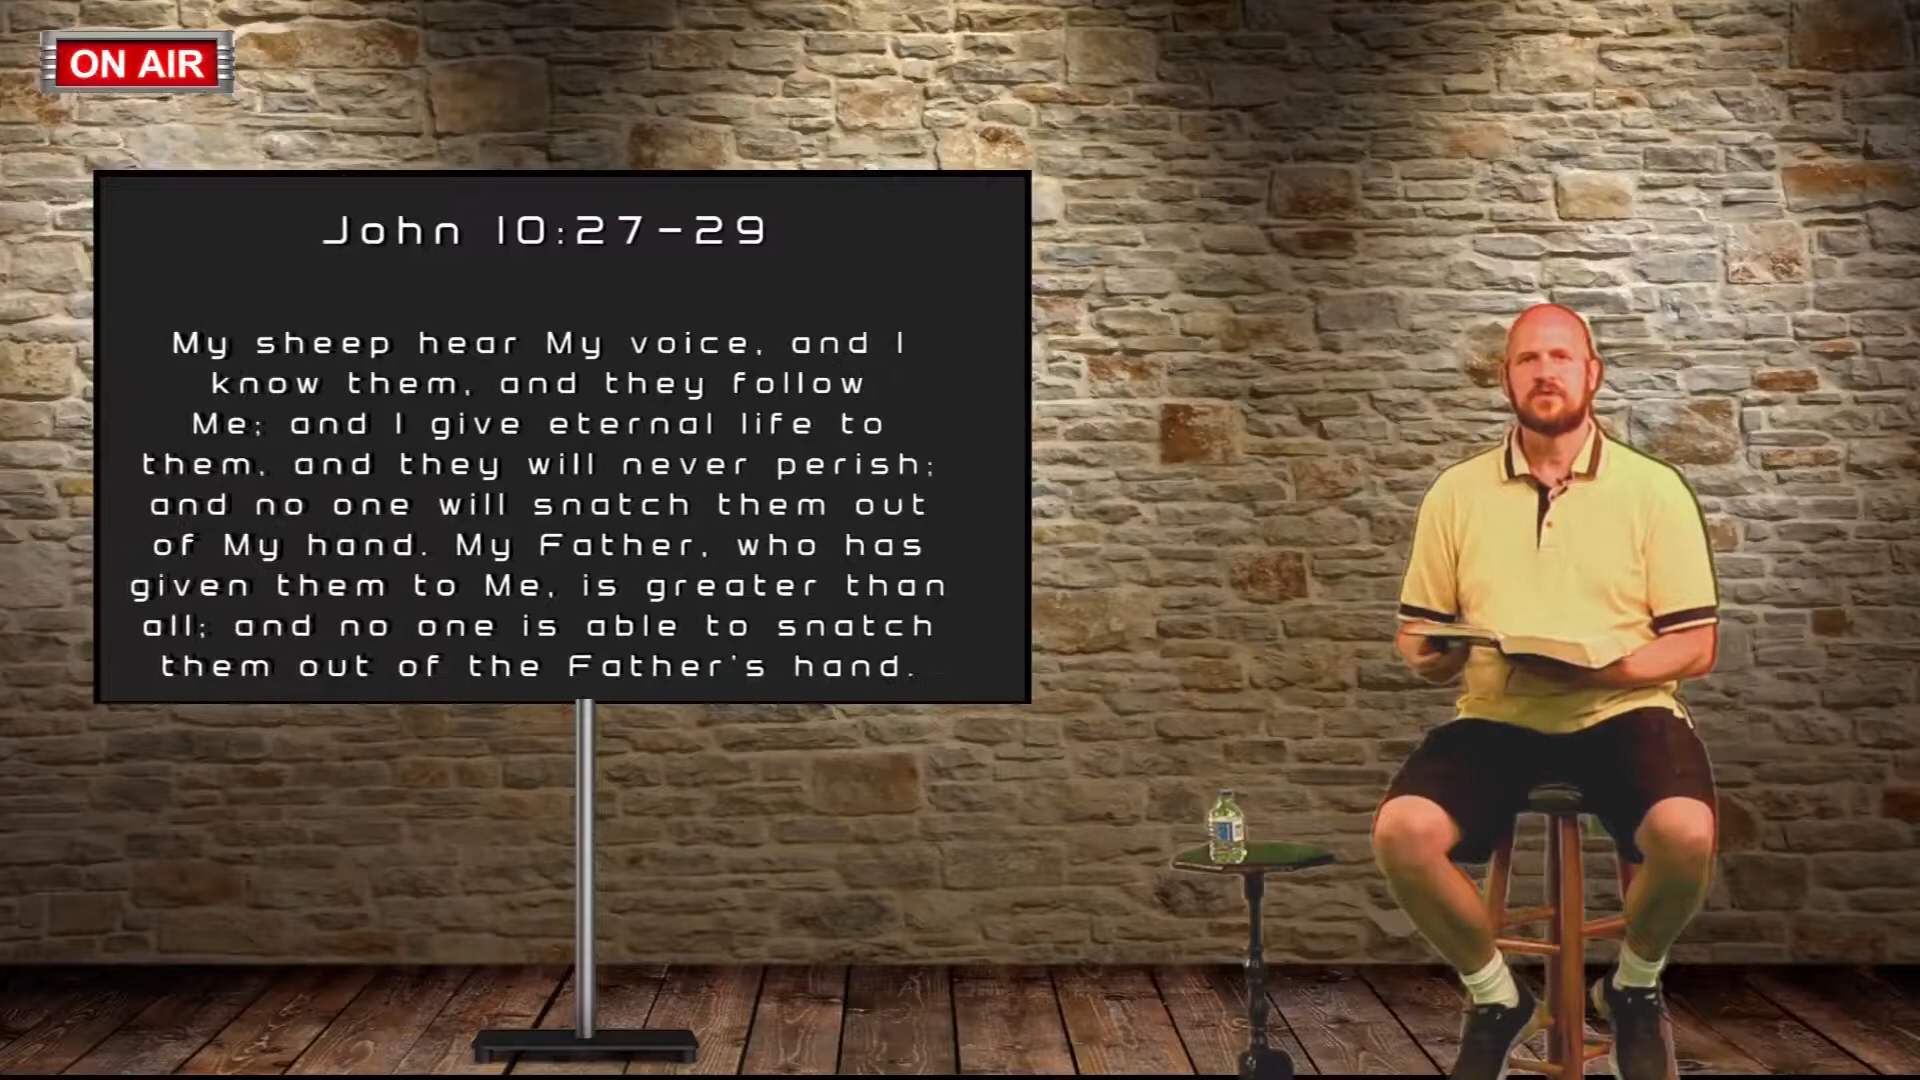 ON AIR
John 10:27-29
My sheep hear My voice, and I
know them, and they follow
Me; and I give eternal life to
them, and they will never perish;
and no one will snatch them out
of My hand. My Father, who has
given them to Me, is greater than
all; and no one is able to snatch
them out of the Father's hand.